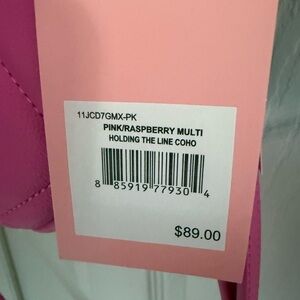 11JCD7GMX-PK
PINK/RASPBERRY MULTI
HOLDING THE LINE COHO
8 85919 77930 4
$89.00